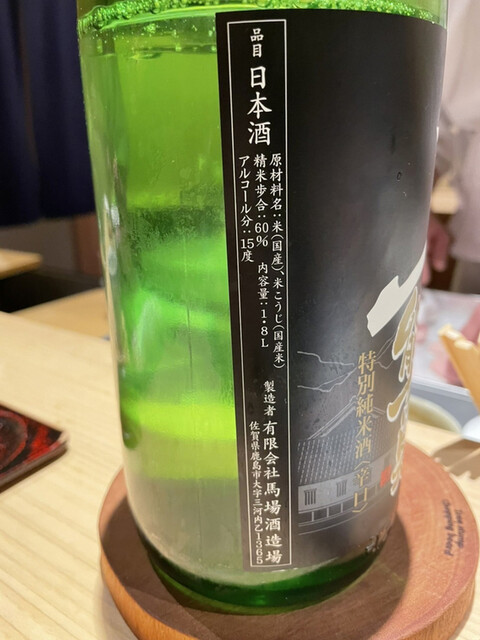 品目 日本酒
原材料名:米(国産)、米こうじ(国産米)
精米歩合:60% 内容量:1・8L
アルコール分:15度
製造者 有限会社馬場酒造場
佐賀県鹿島市大字三河内乙1365
特別純米酒(辛口)